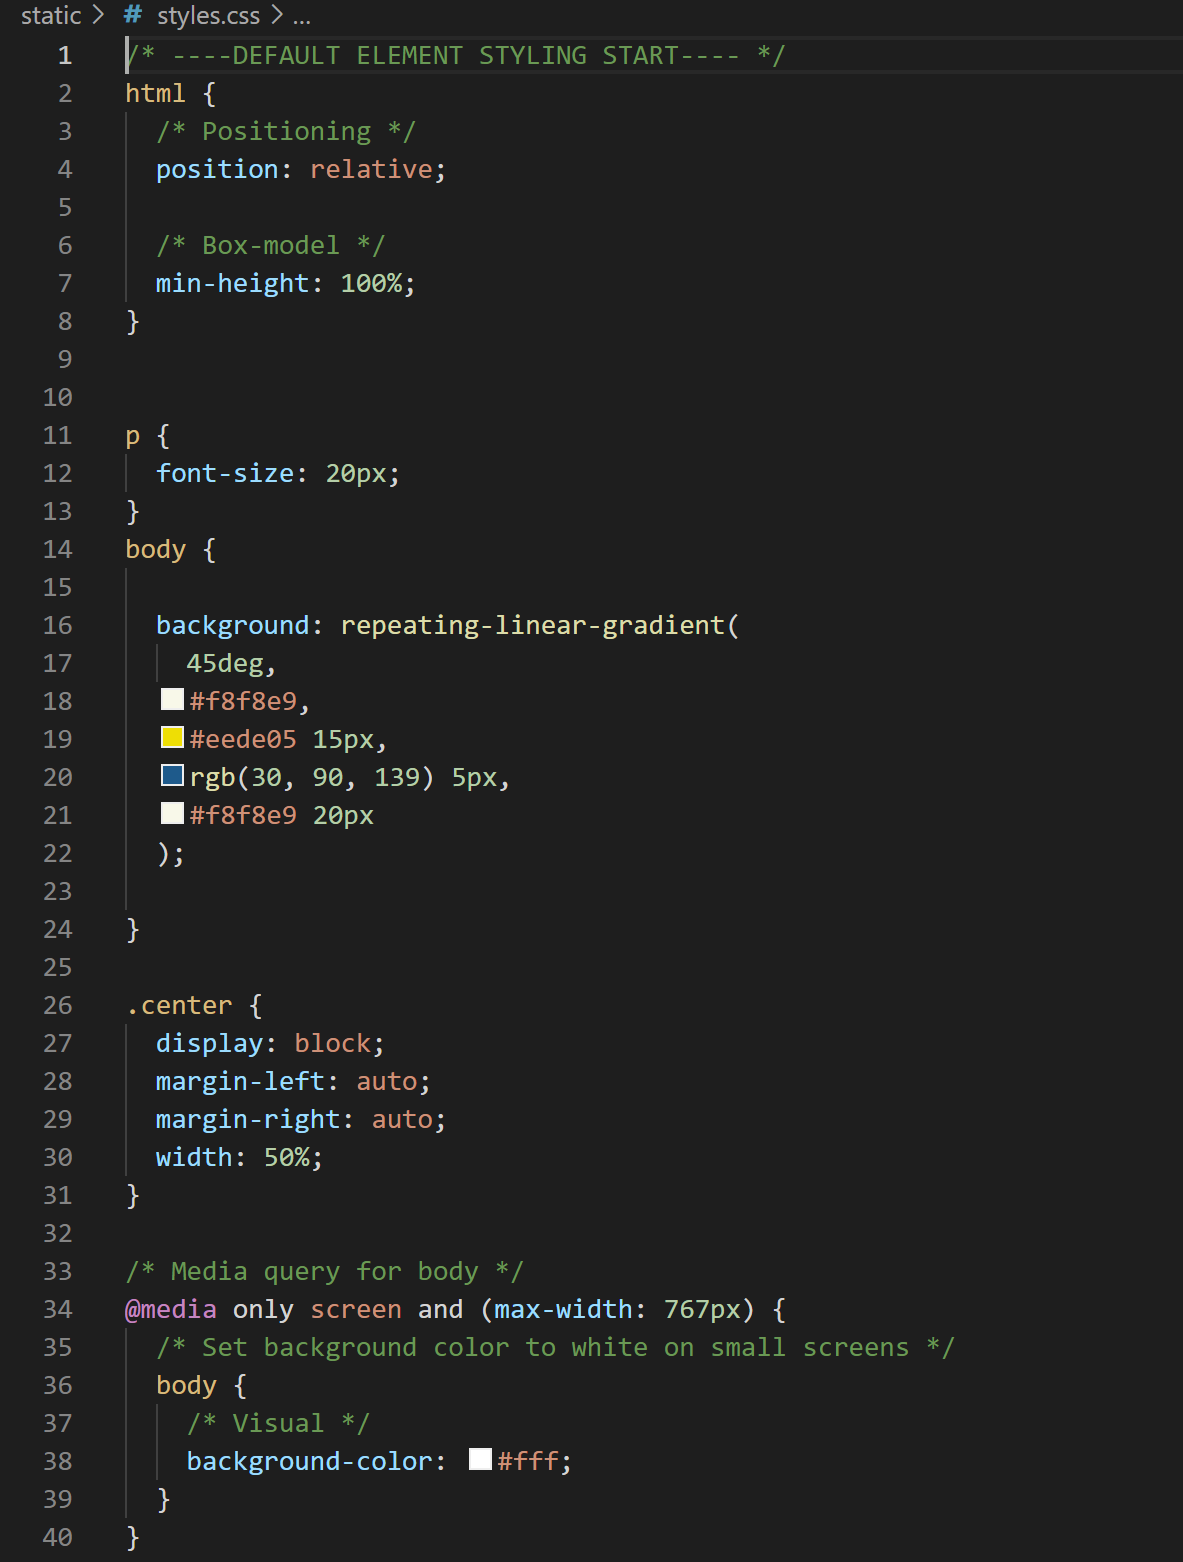 static > # styles.css > ...
1 /* ----DEFAULT ELEMENT STYLING START---- */
2 html {
3   /* Positioning */
4   position: relative;
5
6   /* Box-model */
7   min-height: 100%;
8 }
9
10
11 p {
12   font-size: 20px;
13 }
14 body {
15
16   background: repeating-linear-gradient(
17     45deg,
18   #f8f8e9,
19   #eede05 15px,
20   rgb(30, 90, 139) 5px,
21   #f8f8e9 20px
22   );
23
24 }
25
26 .center {
27   display: block;
28   margin-left: auto;
29   margin-right: auto;
30   width: 50%;
31 }
32
33 /* Media query for body */
34 @media only screen and (max-width: 767px) {
35   /* Set background color to white on small screens */
36   body {
37     /* Visual */
38     background-color: #fff;
39   }
40 }